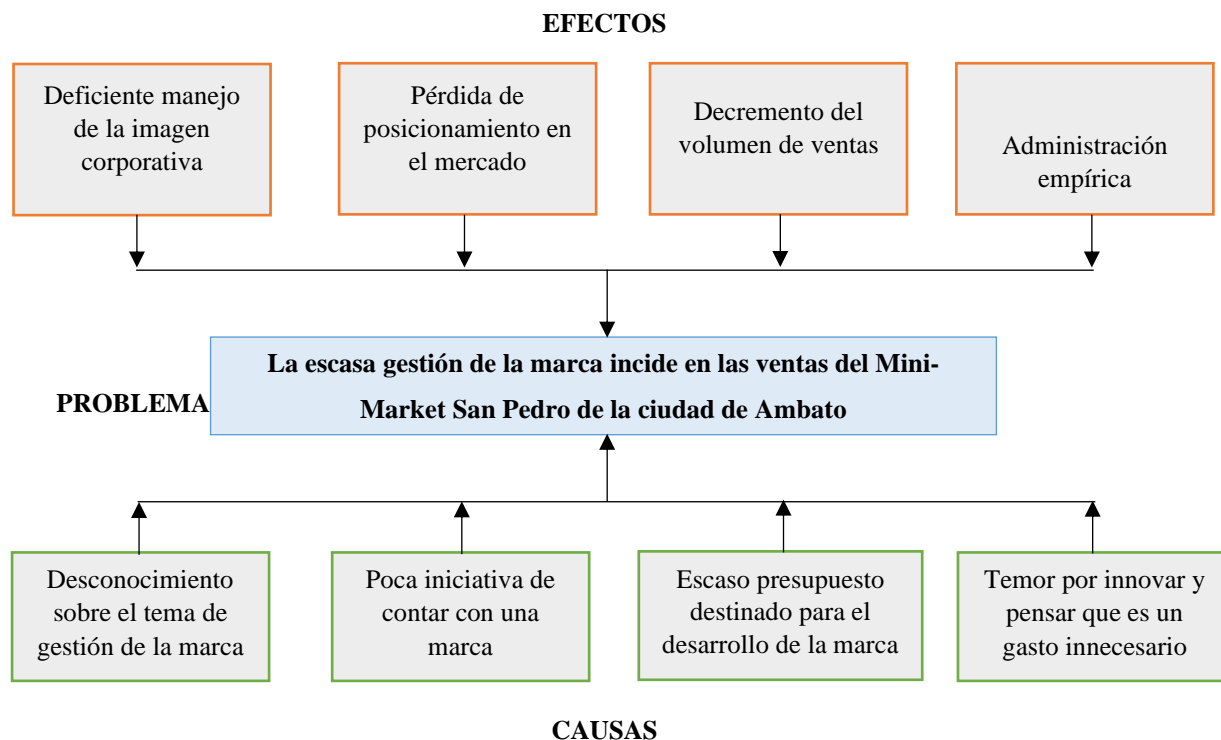 EFECTOS
Deficiente manejo
de la imagen
corporativa
Pérdida de
posicionamiento en
el mercado
Decremento del
volumen de ventas
Administración
empírica
La escasa gestión de la marca incide en las ventas del Mini-
Market San Pedro de la ciudad de Ambato
PROBLEMA
Desconocimiento
sobre el tema de
gestión de la marca
Poca iniciativa de
contar con una
marca
Escaso presupuesto
destinado para el
desarrollo de la marca
Temor por innovar y
pensar que es un
gasto innecesario
CAUSAS